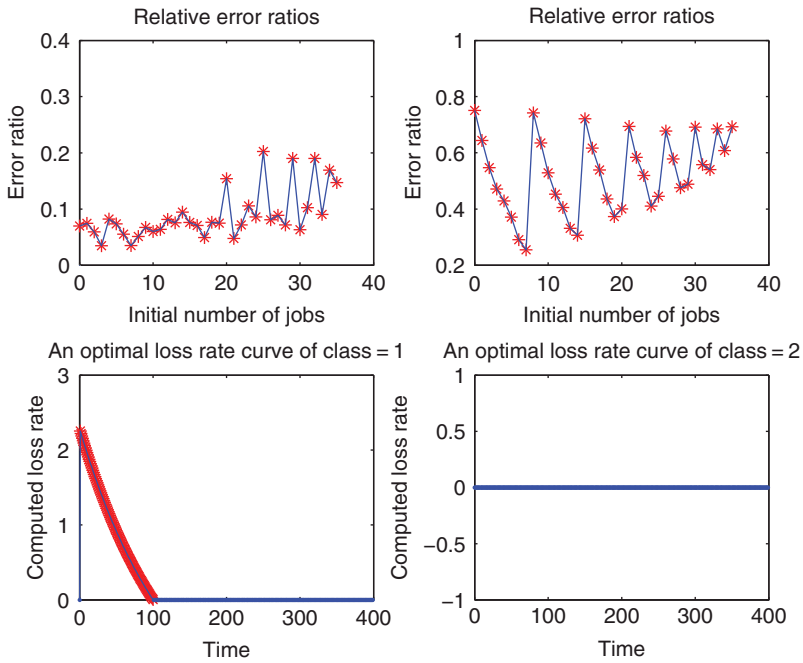 Relative error ratios
0.4
0.3
0.2
0.1
0
Error ratio
0 10 20 30 40
Initial number of jobs
Relative error ratios
1
0.8
0.6
0.4
0.2
Error ratio
0 10 20 30 40
Initial number of jobs
An optimal loss rate curve of class = 1
3
2
1
0
Computed loss rate
0 100 200 300 400
Time
An optimal loss rate curve of class = 2
1
0.5
0
−0.5
−1
Computed loss rate
0 100 200 300 400
Time